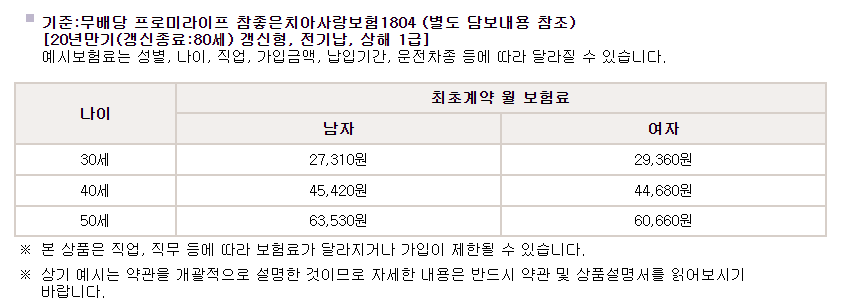 기준:무배당 프로미라이프 참좋은치아사랑보험1804 (별도 담보내용 참조)
[20년만기(갱신종료:80세) 갱신형, 전기납, 상해 1급]
예시보험료는 성별, 나이, 직업, 가입금액, 납입기간, 운전차종 등에 따라 달라질 수 있습니다.
나이 최초계약 월 보험료
남자 여자
30세 27,310원 29,360원
40세 45,420원 44,680원
50세 63,530원 60,660원
※ 본 상품은 직업, 직무 등에 따라 보험료가 달라지거나 가입이 제한될 수 있습니다.
※ 상기 예시는 약관을 개괄적으로 설명한 것이므로 자세한 내용은 반드시 약관 및 상품설명서를 읽어보시기
바랍니다.